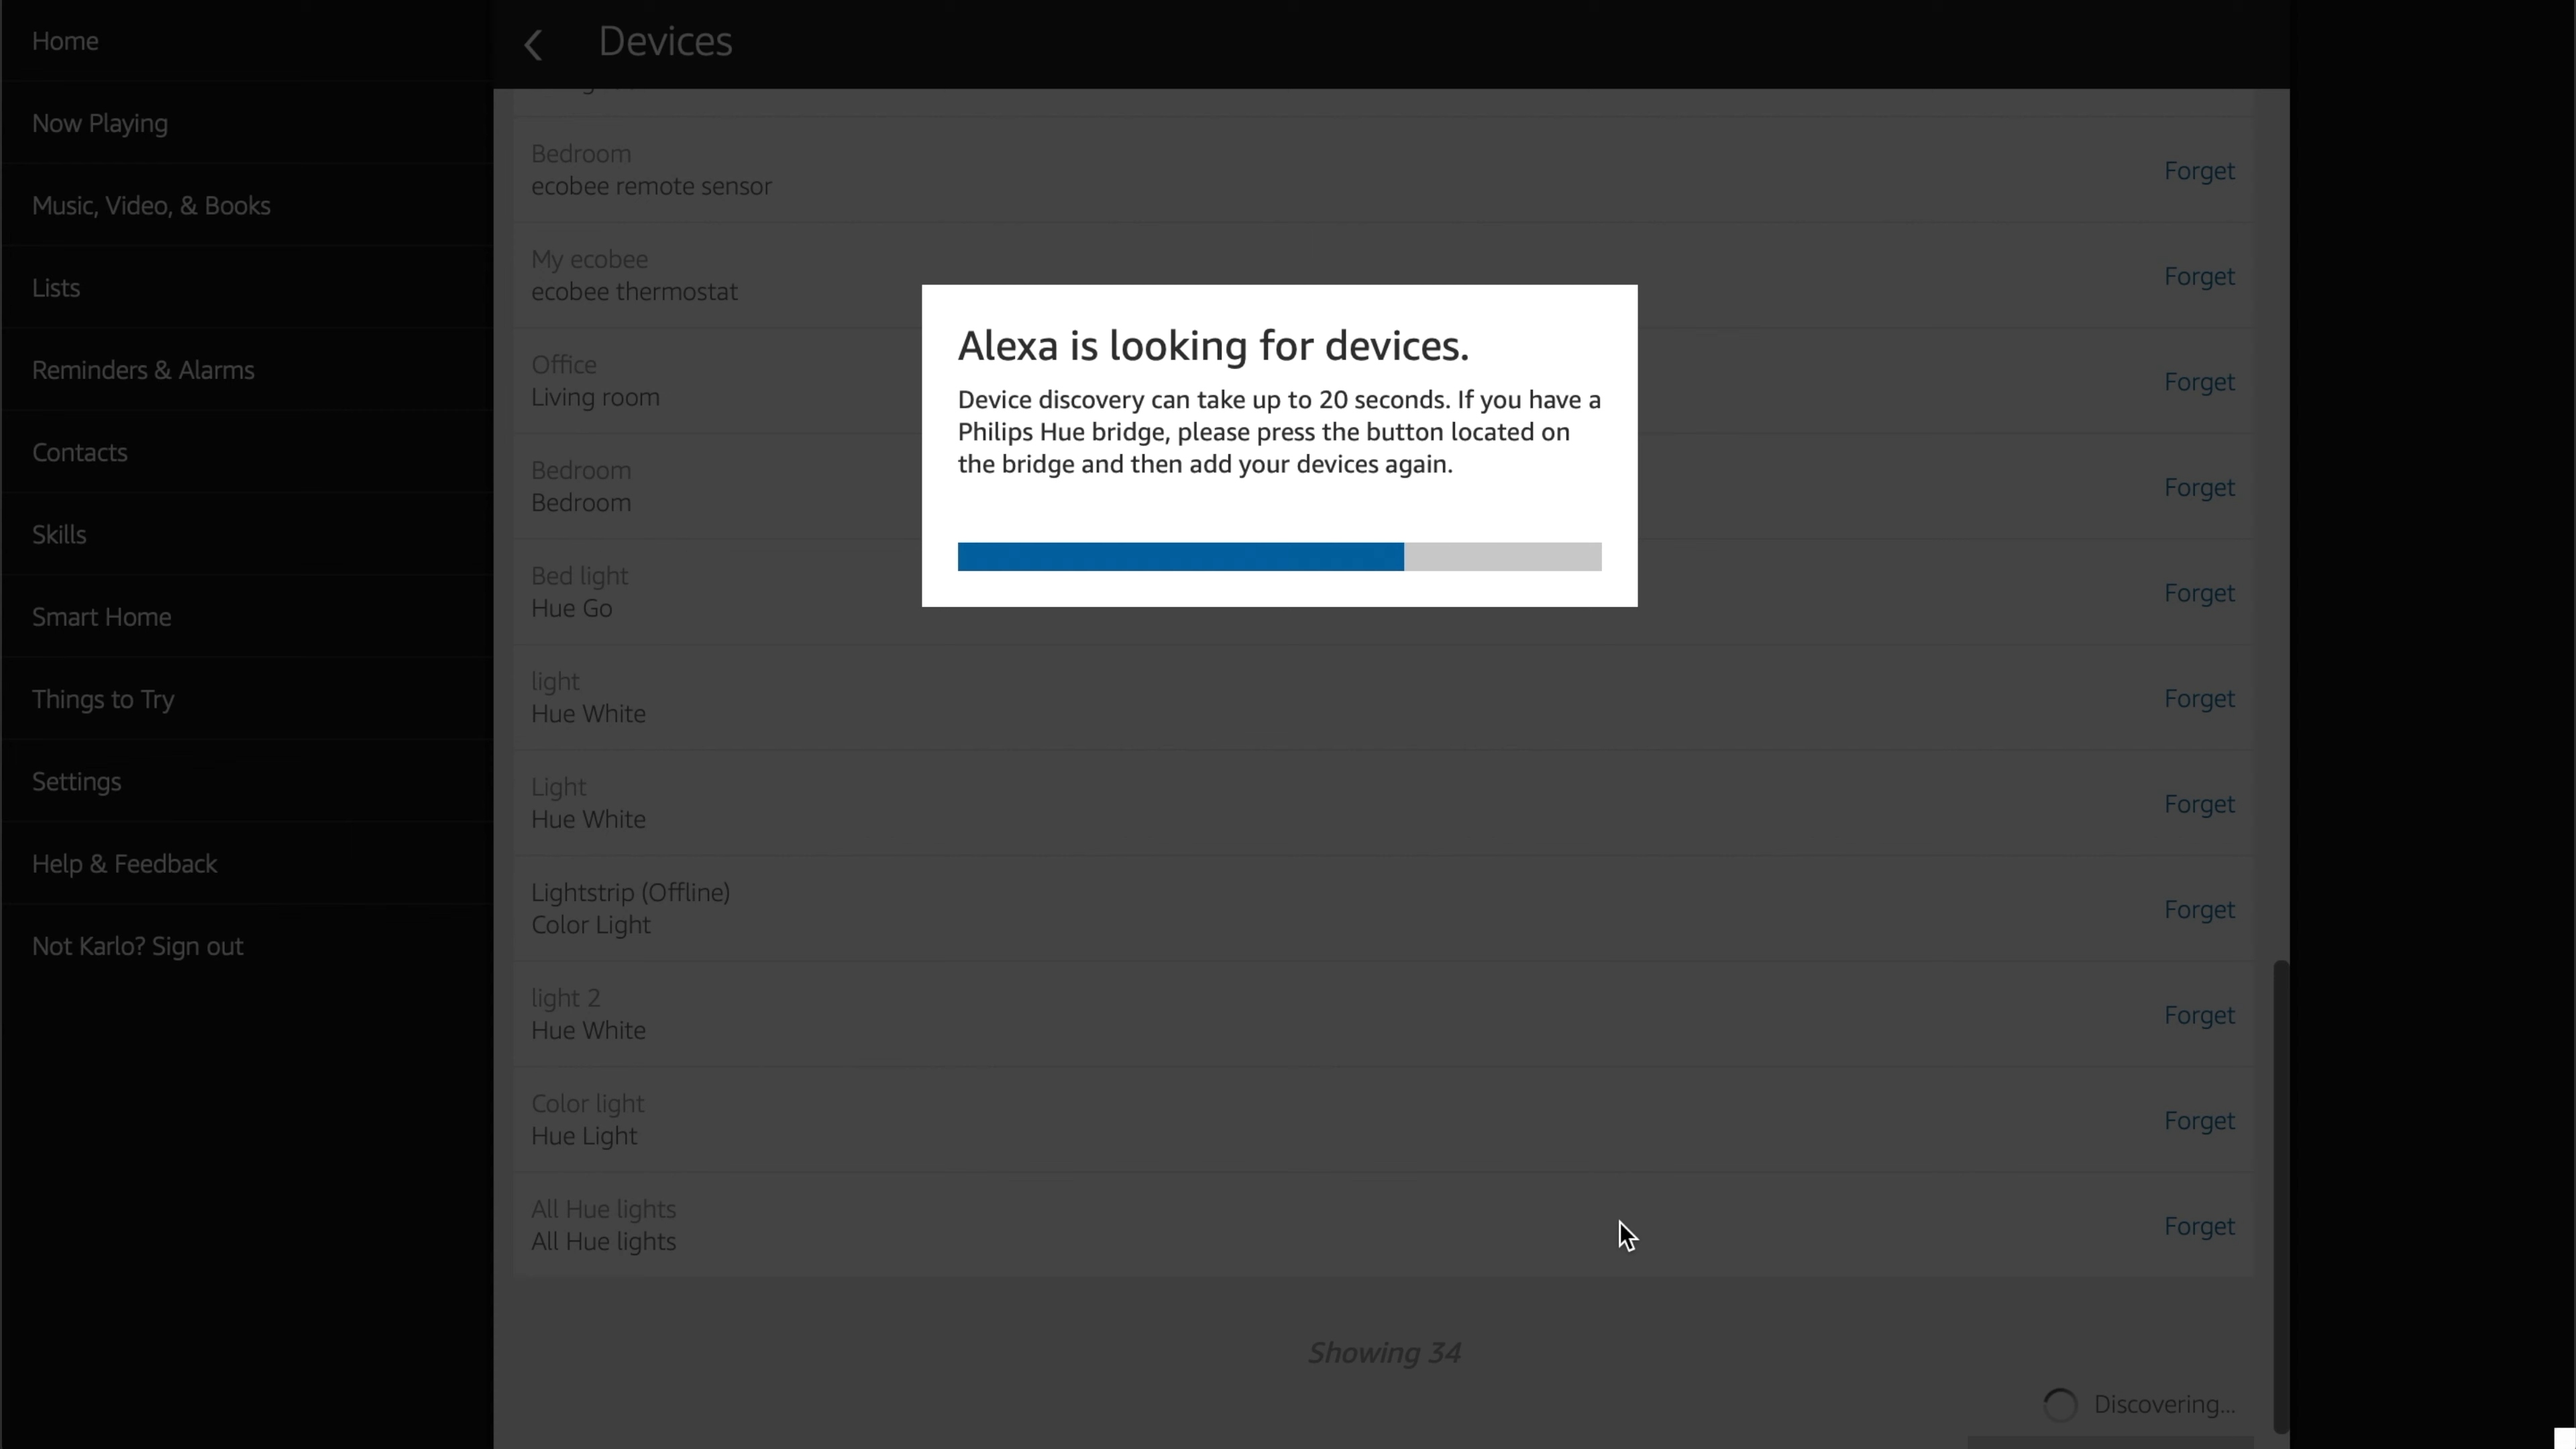 Home
Now Playing
Music, Video, & Books
Lists
Reminders & Alarms
Contacts
Skills
Smart Home
Things to Try
Settings
Help & Feedback
Not Karlo? Sign out
Devices
Bedroom
ecobee remote sensor
Forget
My ecobee
ecobee thermostat
Forget
Office
Living room
Forget
Bedroom
Bedroom
Forget
Bed light
Hue Go
Forget
light
Hue White
Forget
Light
Hue White
Forget
Lightstrip (Offline)
Color Light
Forget
light 2
Hue White
Forget
Color light
Hue Light
Forget
All Hue lights
All Hue lights
Forget
Showing 34
Discovering...
Alexa is looking for devices.
Device discovery can take up to 20 seconds. If you have a
Philips Hue bridge, please press the button located on
the bridge and then add your devices again.